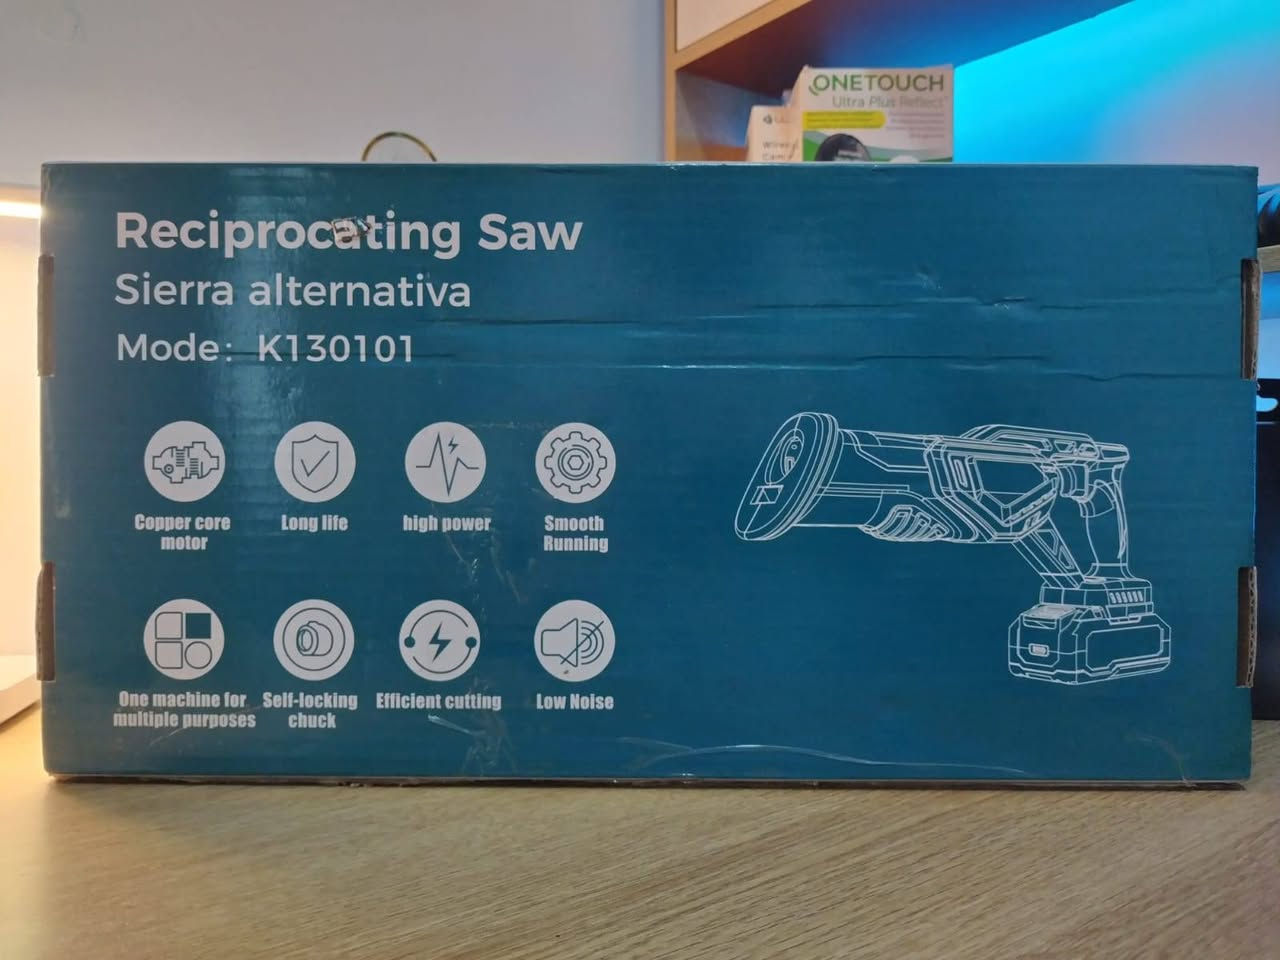 ONETOUCH
Ultra Plus Reflect
Reciprocating Saw
Sierra alternativa
Mode: K130101
Copper core
motor
Long life
high power
Smooth
Running
One machine for
multiple purposes
Self-locking
chuck
Efficient cutting
Low Noise